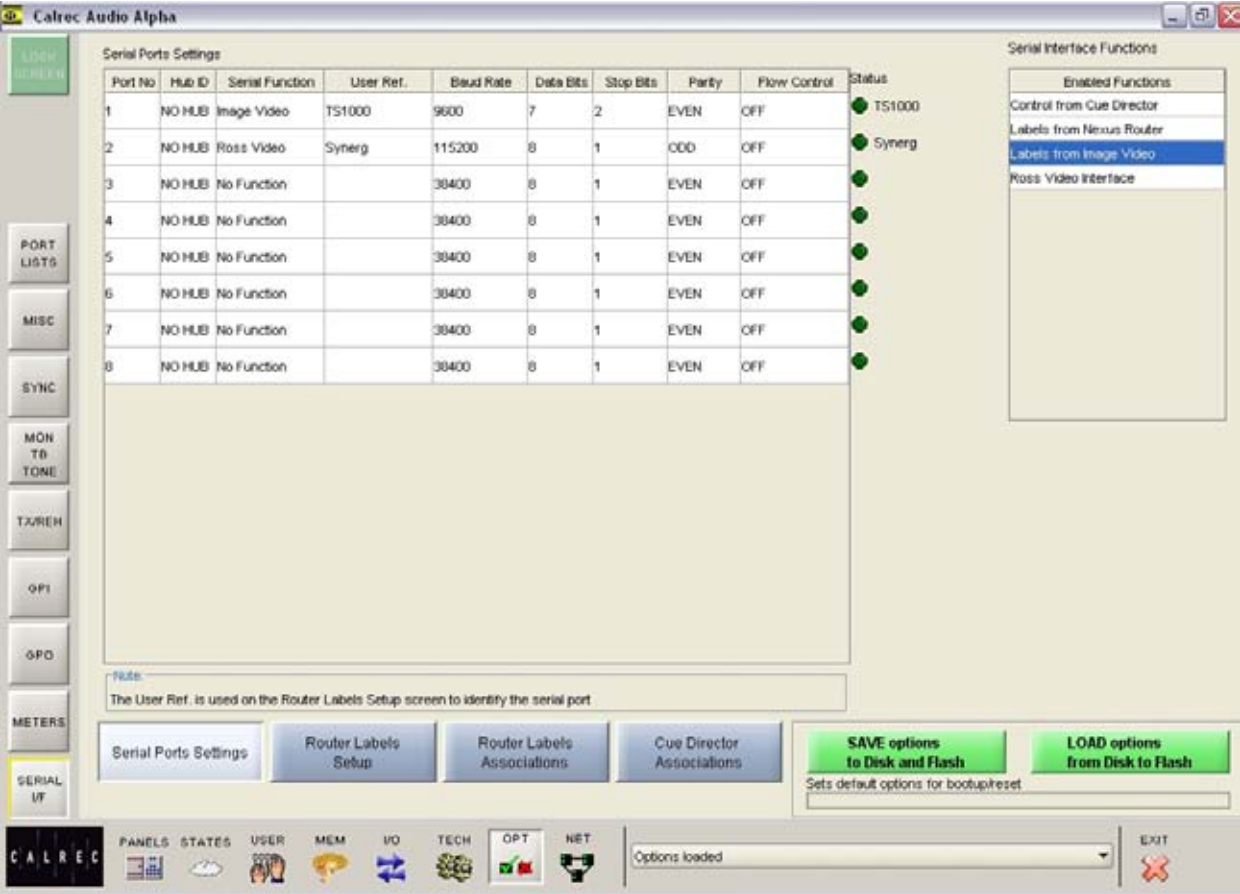 Calrec Audio Alpha
LOCK SCREEN
Serial Ports Settings
Serial Interface Functions
Port No Hub ID Serial Function User Ref. Baud Rate Data Bits Stop Bits Parity Flow Control Status
Enabled Functions
1 NO HUB Image Video TS1000 9600 7 2 EVEN OFF TS1000
Control from Cue Director
Labels from Nexus Router
2 NO HUB Ross Video Synerg 115200 8 1 ODD OFF Synerg
Labels from Image Video
Ross Video Interface
3 NO HUB No Function 38400 8 1 EVEN OFF
4 NO HUB No Function 38400 8 1 EVEN OFF
5 NO HUB No Function 38400 8 1 EVEN OFF
6 NO HUB No Function 38400 8 1 EVEN OFF
7 NO HUB No Function 38400 8 1 EVEN OFF
8 NO HUB No Function 38400 8 1 EVEN OFF
PORT
LISTS
MISC
SYNC
MON
TB
TONE
TX/REH
GPI
GPO
METERS
SERIAL
I/F
Note:
The User Ref. is used on the Router Labels Setup screen to identify the serial port
Serial Ports Settings
Router Labels
Setup
Router Labels
Associations
Cue Director
Associations
SAVE options
to Disk and Flash
LOAD options
from Disk to Flash
Sets default options for bootup/reset
CALREC
PANELS STATES USER MEM I/O TECH OPT NET
Options loaded
EXIT